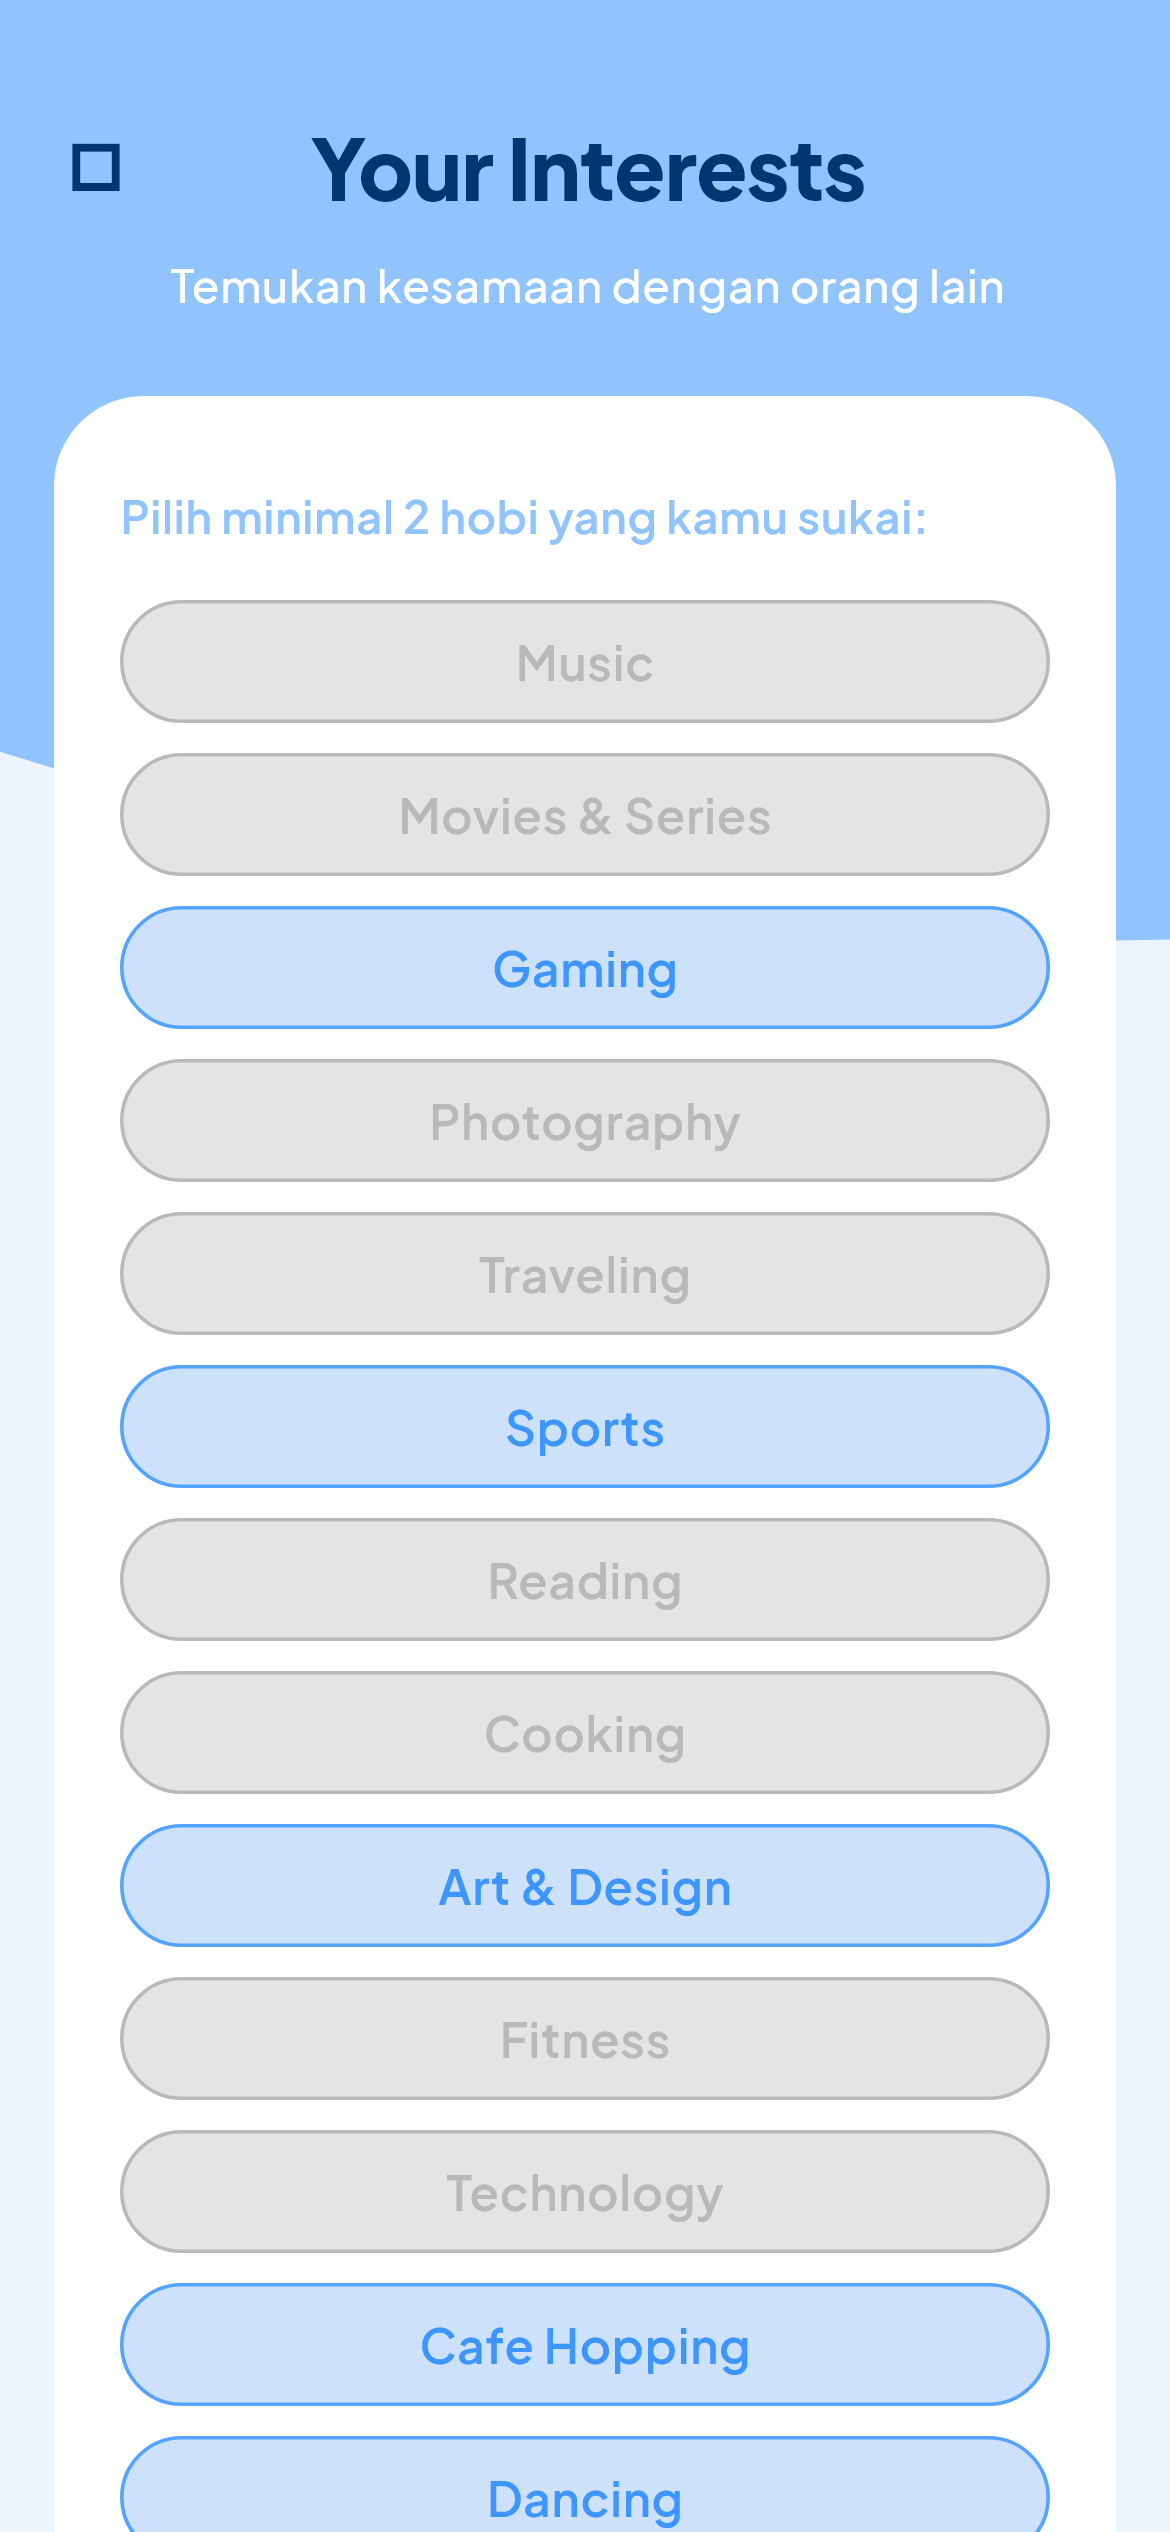 Your Interests
Temukan kesamaan dengan orang lain
Pilih minimal 2 hobi yang kamu sukai:
Music
Movies & Series
Gaming
Photography
Traveling
Sports
Reading
Cooking
Art & Design
Fitness
Technology
Cafe Hopping
Dancing